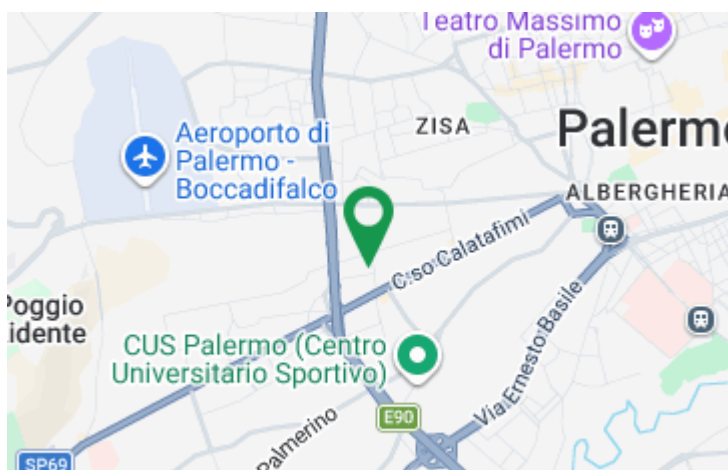 Teatro Massimo
di Palermo
ZISA
Palermo
Aeroporto di
Palermo -
Boccadifalco
ALBERGHERIA
C.so Calatafimi
Poggio
idente
CUS Palermo (Centro
Universitario Sportivo)
Via Ernesto Basile
E90
Palmerino
SP69